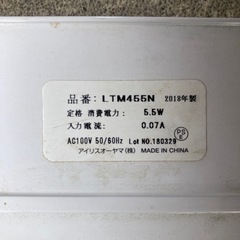 品番: LTM455N 2018年製
定格 消費電力: 5.5W
入力電流: 0.07A
AC100V 50/60Hz Lot NO.180329
PSE
アイリスオーヤマ(株) MADE IN CHINA